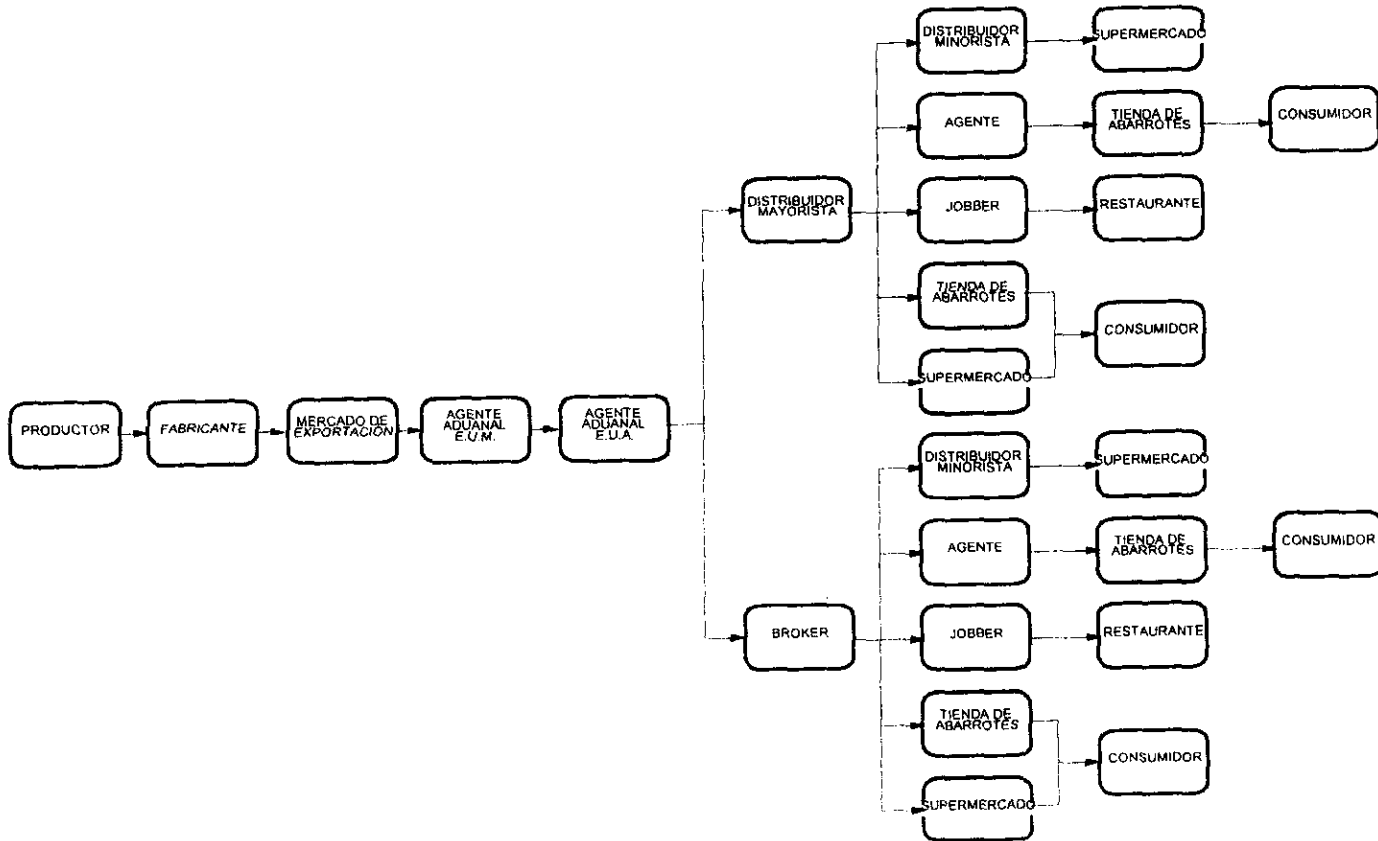 DISTRIBUIDOR
MINORISTA
SUPERMERCADO
AGENTE
TIENDA DE
ABARROTES
CONSUMIDOR
DISTRIBUIDOR
MAYORISTA
JOBBER
RESTAURANTE
TIENDA DE
ABARROTES
CONSUMIDOR
SUPERMERCADO
PRODUCTOR
FABRICANTE
MERCADO DE
EXPORTACIÓN
AGENTE
ADUANAL
E.U.M.
AGENTE
ADUANAL
E.U.A.
DISTRIBUIDOR
MINORISTA
SUPERMERCADO
AGENTE
TIENDA DE
ABARROTES
CONSUMIDOR
BROKER
JOBBER
RESTAURANTE
TIENDA DE
ABARROTES
CONSUMIDOR
SUPERMERCADO